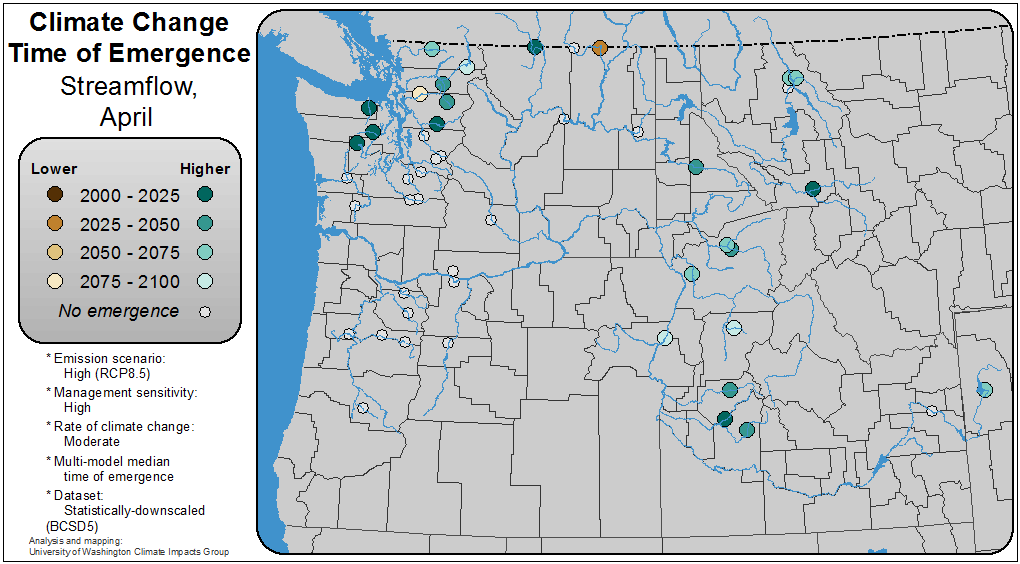 Climate Change
Time of Emergence
Streamflow,
April
Lower Higher
2000 - 2025
2025 - 2050
2050 - 2075
2075 - 2100
No emergence
* Emission scenario:
High (RCP8.5)
* Management sensitivity:
High
* Rate of climate change:
Moderate
* Multi-model median
time of emergence
* Dataset:
Statistically-downscaled
(BCSD5)
Analysis and mapping:
University of Washington Climate Impacts Group